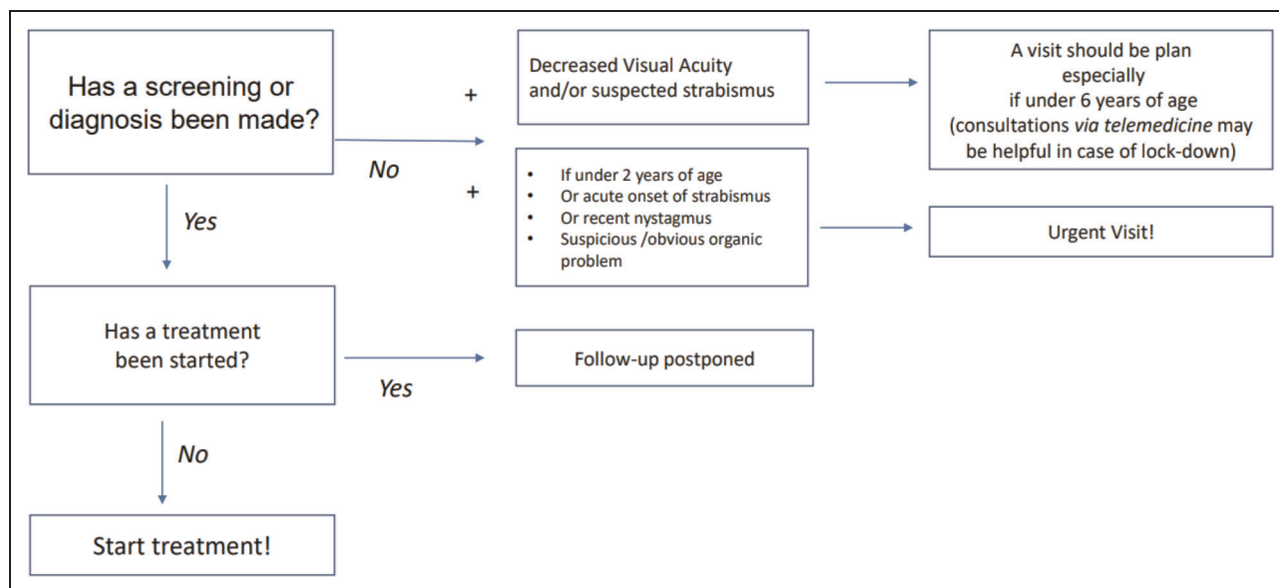 Has a screening or
diagnosis been made?
No
Yes
+
Decreased Visual Acuity
and/or suspected strabismus
A visit should be plan
especially
if under 6 years of age
(consultations via telemedicine may
be helpful in case of lock-down)
+
• If under 2 years of age
• Or acute onset of strabismus
• Or recent nystagmus
• Suspicious /obvious organic
problem
Urgent Visit!
Has a treatment
been started?
Yes
Follow-up postponed
No
Start treatment!